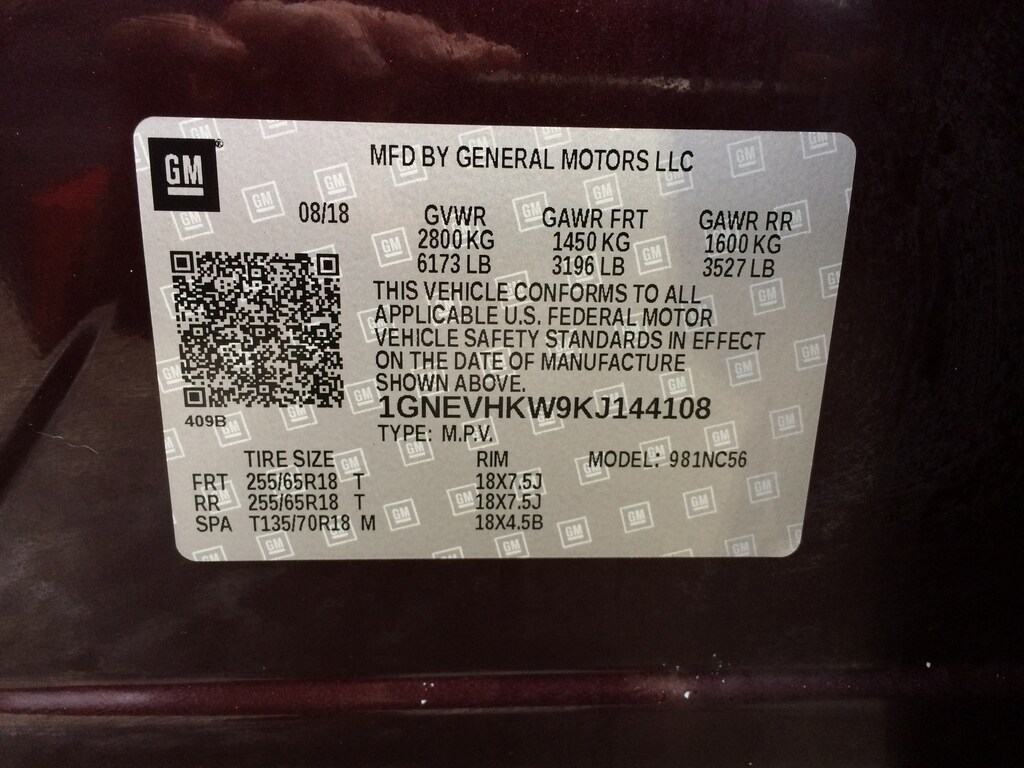 GM
MFD BY GENERAL MOTORS LLC
08/18
GVWR GAWR FRT GAWR RR
2800 KG 1450 KG 1600 KG
6173 LB 3196 LB 3527 LB
THIS VEHICLE CONFORMS TO ALL
APPLICABLE U.S. FEDERAL MOTOR
VEHICLE SAFETY STANDARDS IN EFFECT
ON THE DATE OF MANUFACTURE
SHOWN ABOVE.
1GNEVHKW9KJ144108
409B
TYPE: M.P.V.
TIRE SIZE RIM MODEL: 981NC56
FRT 255/65R18 T 18X7.5J
RR 255/65R18 T 18X7.5J
SPA T135/70R18 M 18X4.5B